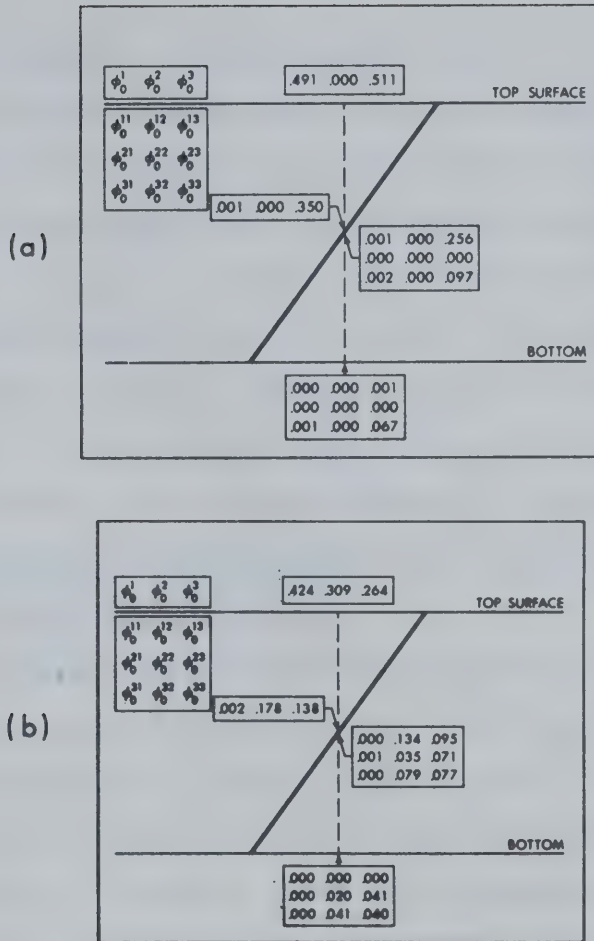 (a)
ϕ₀¹ ϕ₀² ϕ₀³
.491 .000 .511
TOP SURFACE
ϕ₀¹¹ ϕ₀¹² ϕ₀¹³
ϕ₀²¹ ϕ₀²² ϕ₀²³
ϕ₀³¹ ϕ₀³² ϕ₀³³
.001 .000 .350
.001 .000 .256
.000 .000 .000
.002 .000 .097
BOTTOM
.000 .000 .001
.000 .000 .000
.001 .000 .067
(b)
ϕ₀¹ ϕ₀² ϕ₀³
.424 .309 .264
TOP SURFACE
ϕ₀¹¹ ϕ₀¹² ϕ₀¹³
ϕ₀²¹ ϕ₀²² ϕ₀²³
ϕ₀³¹ ϕ₀³² ϕ₀³³
.002 .178 .138
.000 .134 .095
.001 .035 .071
.000 .079 .077
BOTTOM
.000 .000 .000
.000 .020 .041
.000 .041 .040